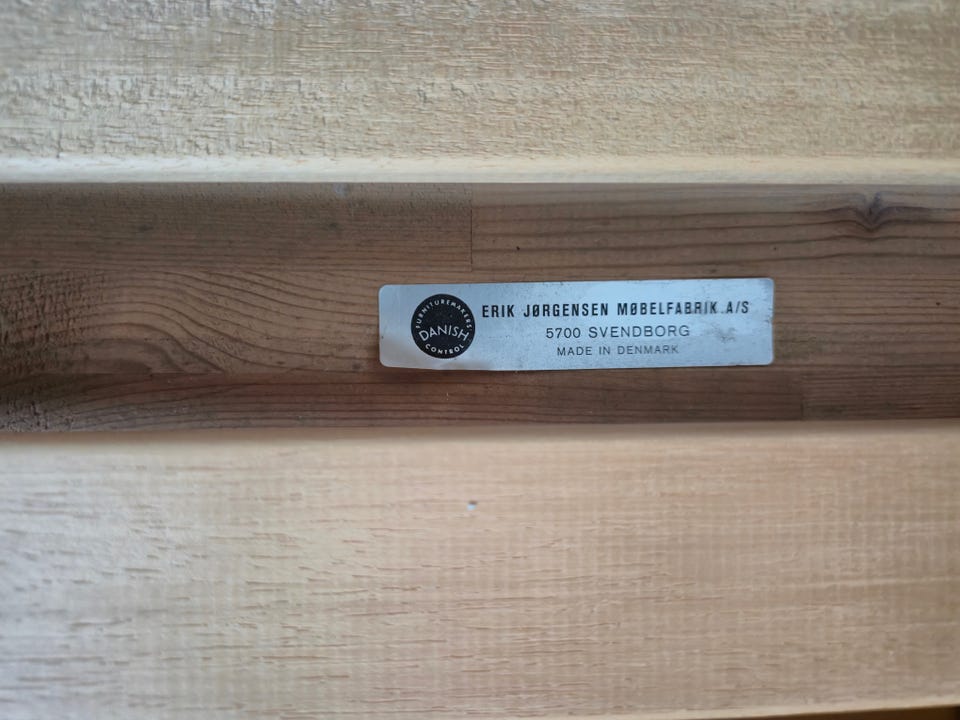 FURNITUREMAKERS'
DANISH
CONTROL
ERIK JØRGENSEN MØBELFABRIK A/S
5700 SVENDBORG
MADE IN DENMARK